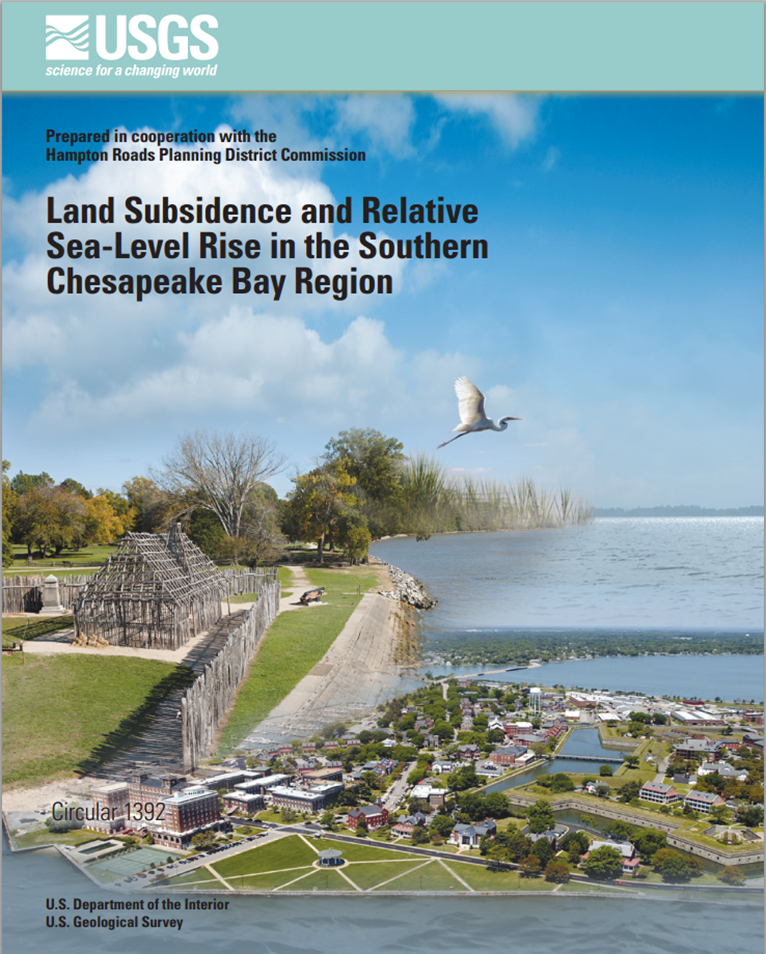 USGS
science for a changing world
Prepared in cooperation with the
Hampton Roads Planning District Commission
Land Subsidence and Relative
Sea-Level Rise in the Southern
Chesapeake Bay Region
Circular 1392
U.S. Department of the Interior
U.S. Geological Survey